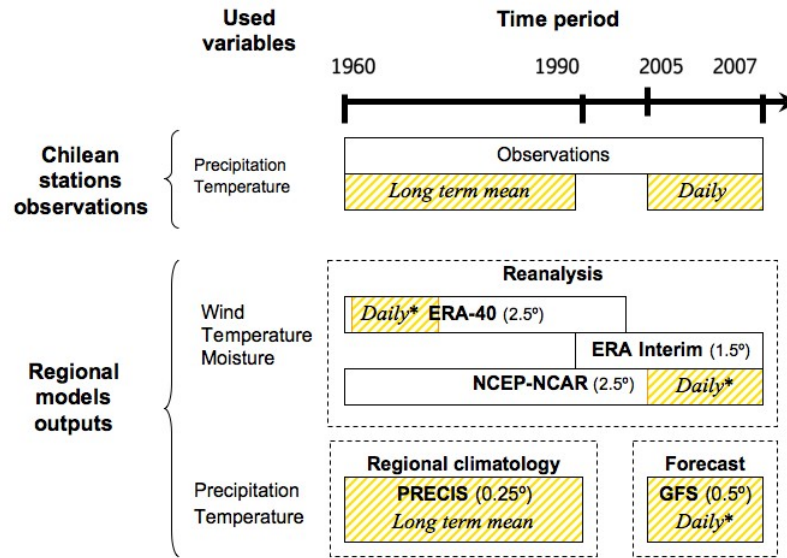 Used
variables
Time period
1960 1990 2005 2007
Chilean
stations
observations
Precipitation
Temperature
Observations
Long term mean Daily
Reanalysis
Regional
models
outputs
Wind
Temperature
Moisture
Daily* ERA-40 (2.5º)
ERA Interim (1.5º)
NCEP-NCAR (2.5º) Daily*
Precipitation
Temperature
Regional climatology
PRECIS (0.25º)
Long term mean
Forecast
GFS (0.5º)
Daily*